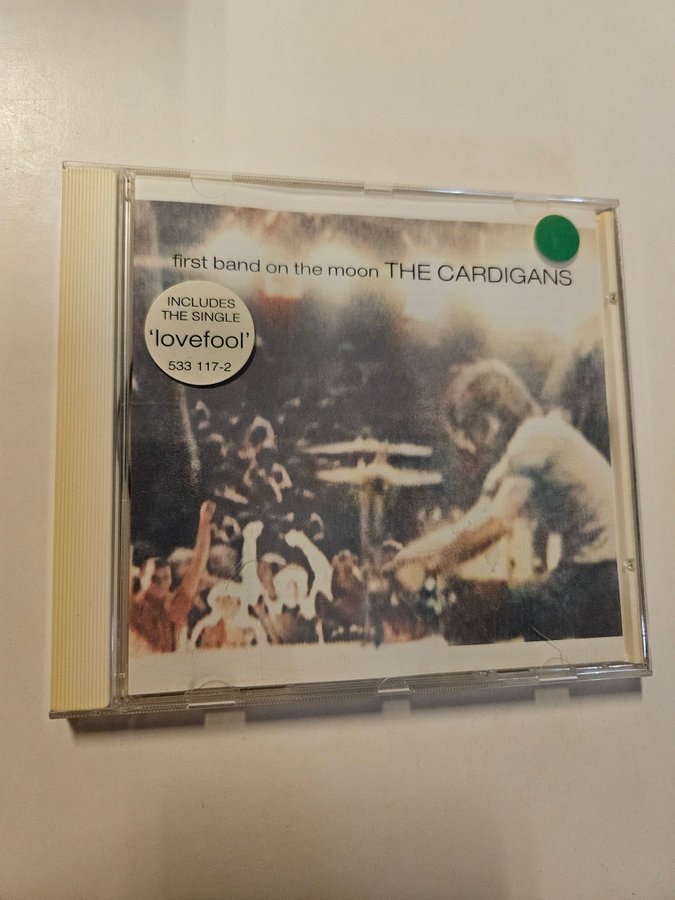 first band on the moon THE CARDIGANS
INCLUDES
THE SINGLE
‘lovefool’
533 117-2